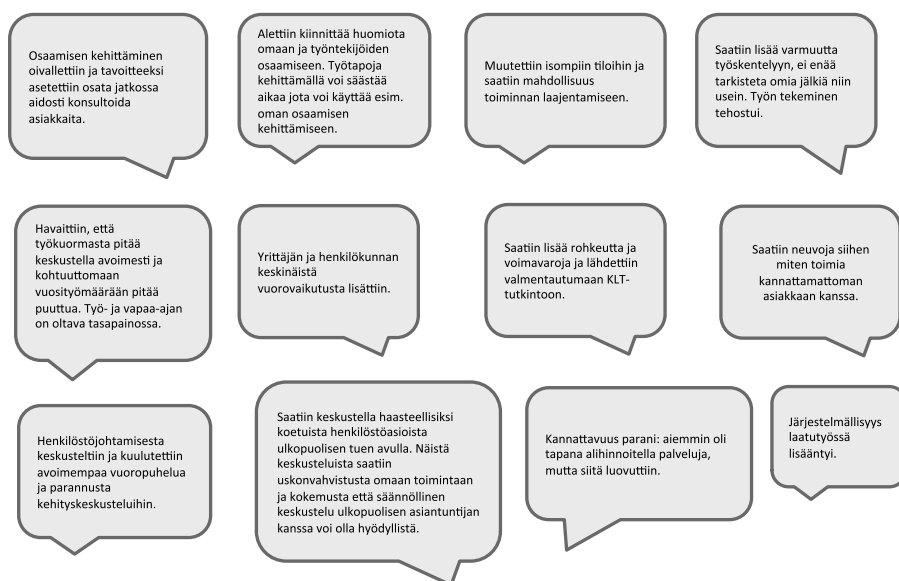 Osaamisen kehittäminen
oivallettiin ja tavoitteeksi
asetettiin osata jatkossa
aidosti konsultoida
asiakkaita.
Alettiin kiinnittää huomiota
omaan ja työntekijöiden
osaamiseen. Työtapoja
kehittämällä voi säästää
aikaa jota voi käyttää esim.
oman osaamisen
kehittämiseen.
Muutettiin isompiin tiloihin ja
saatiin mahdollisuus
toiminnan laajentamiseen.
Saatiin lisää varmuutta
työskentelyyn, ei enää
tarkisteta omia jälkiä niin
usein. Työn tekeminen
tehostui.
Havaittiin, että
työkuormasta pitää
keskustella avoimesti ja
kohtuuttomaan
vuosityömäärään pitää
puuttua. Työ- ja vapaa-ajan
on oltava tasapainossa.
Yrittäjän ja henkilökunnan
keskinäistä
vuorovaikutusta lisättiin.
Saatiin lisää rohkeutta ja
voimavaroja ja lähdettiin
valmentautumaan KLT-
tutkintoon.
Saatiin neuvoja siihen
miten toimia
kannattamattoman
asiakkaan kanssa.
Henkilöstöjohtamisesta
keskusteltiin ja kuulutettiin
avoimempaa vuoropuhelua
ja parannusta
kehityskeskusteluihin.
Saatiin keskustella haasteellisiksi
koetuista henkilöstöasioista
ulkopuolisen tuen avulla. Näistä
keskusteluista saatiin
uskonvahvistusta omaan toimintaan
ja kokemusta että säännöllinen
keskustelu ulkopuolisen asiantuntijan
kanssa voi olla hyödyllistä.
Kannattavuus parani: aiemmin oli
tapana alihinnoitella palveluja,
mutta siitä luovuttiin.
Järjestelmällisyys
laatutyössä
lisääntyi.